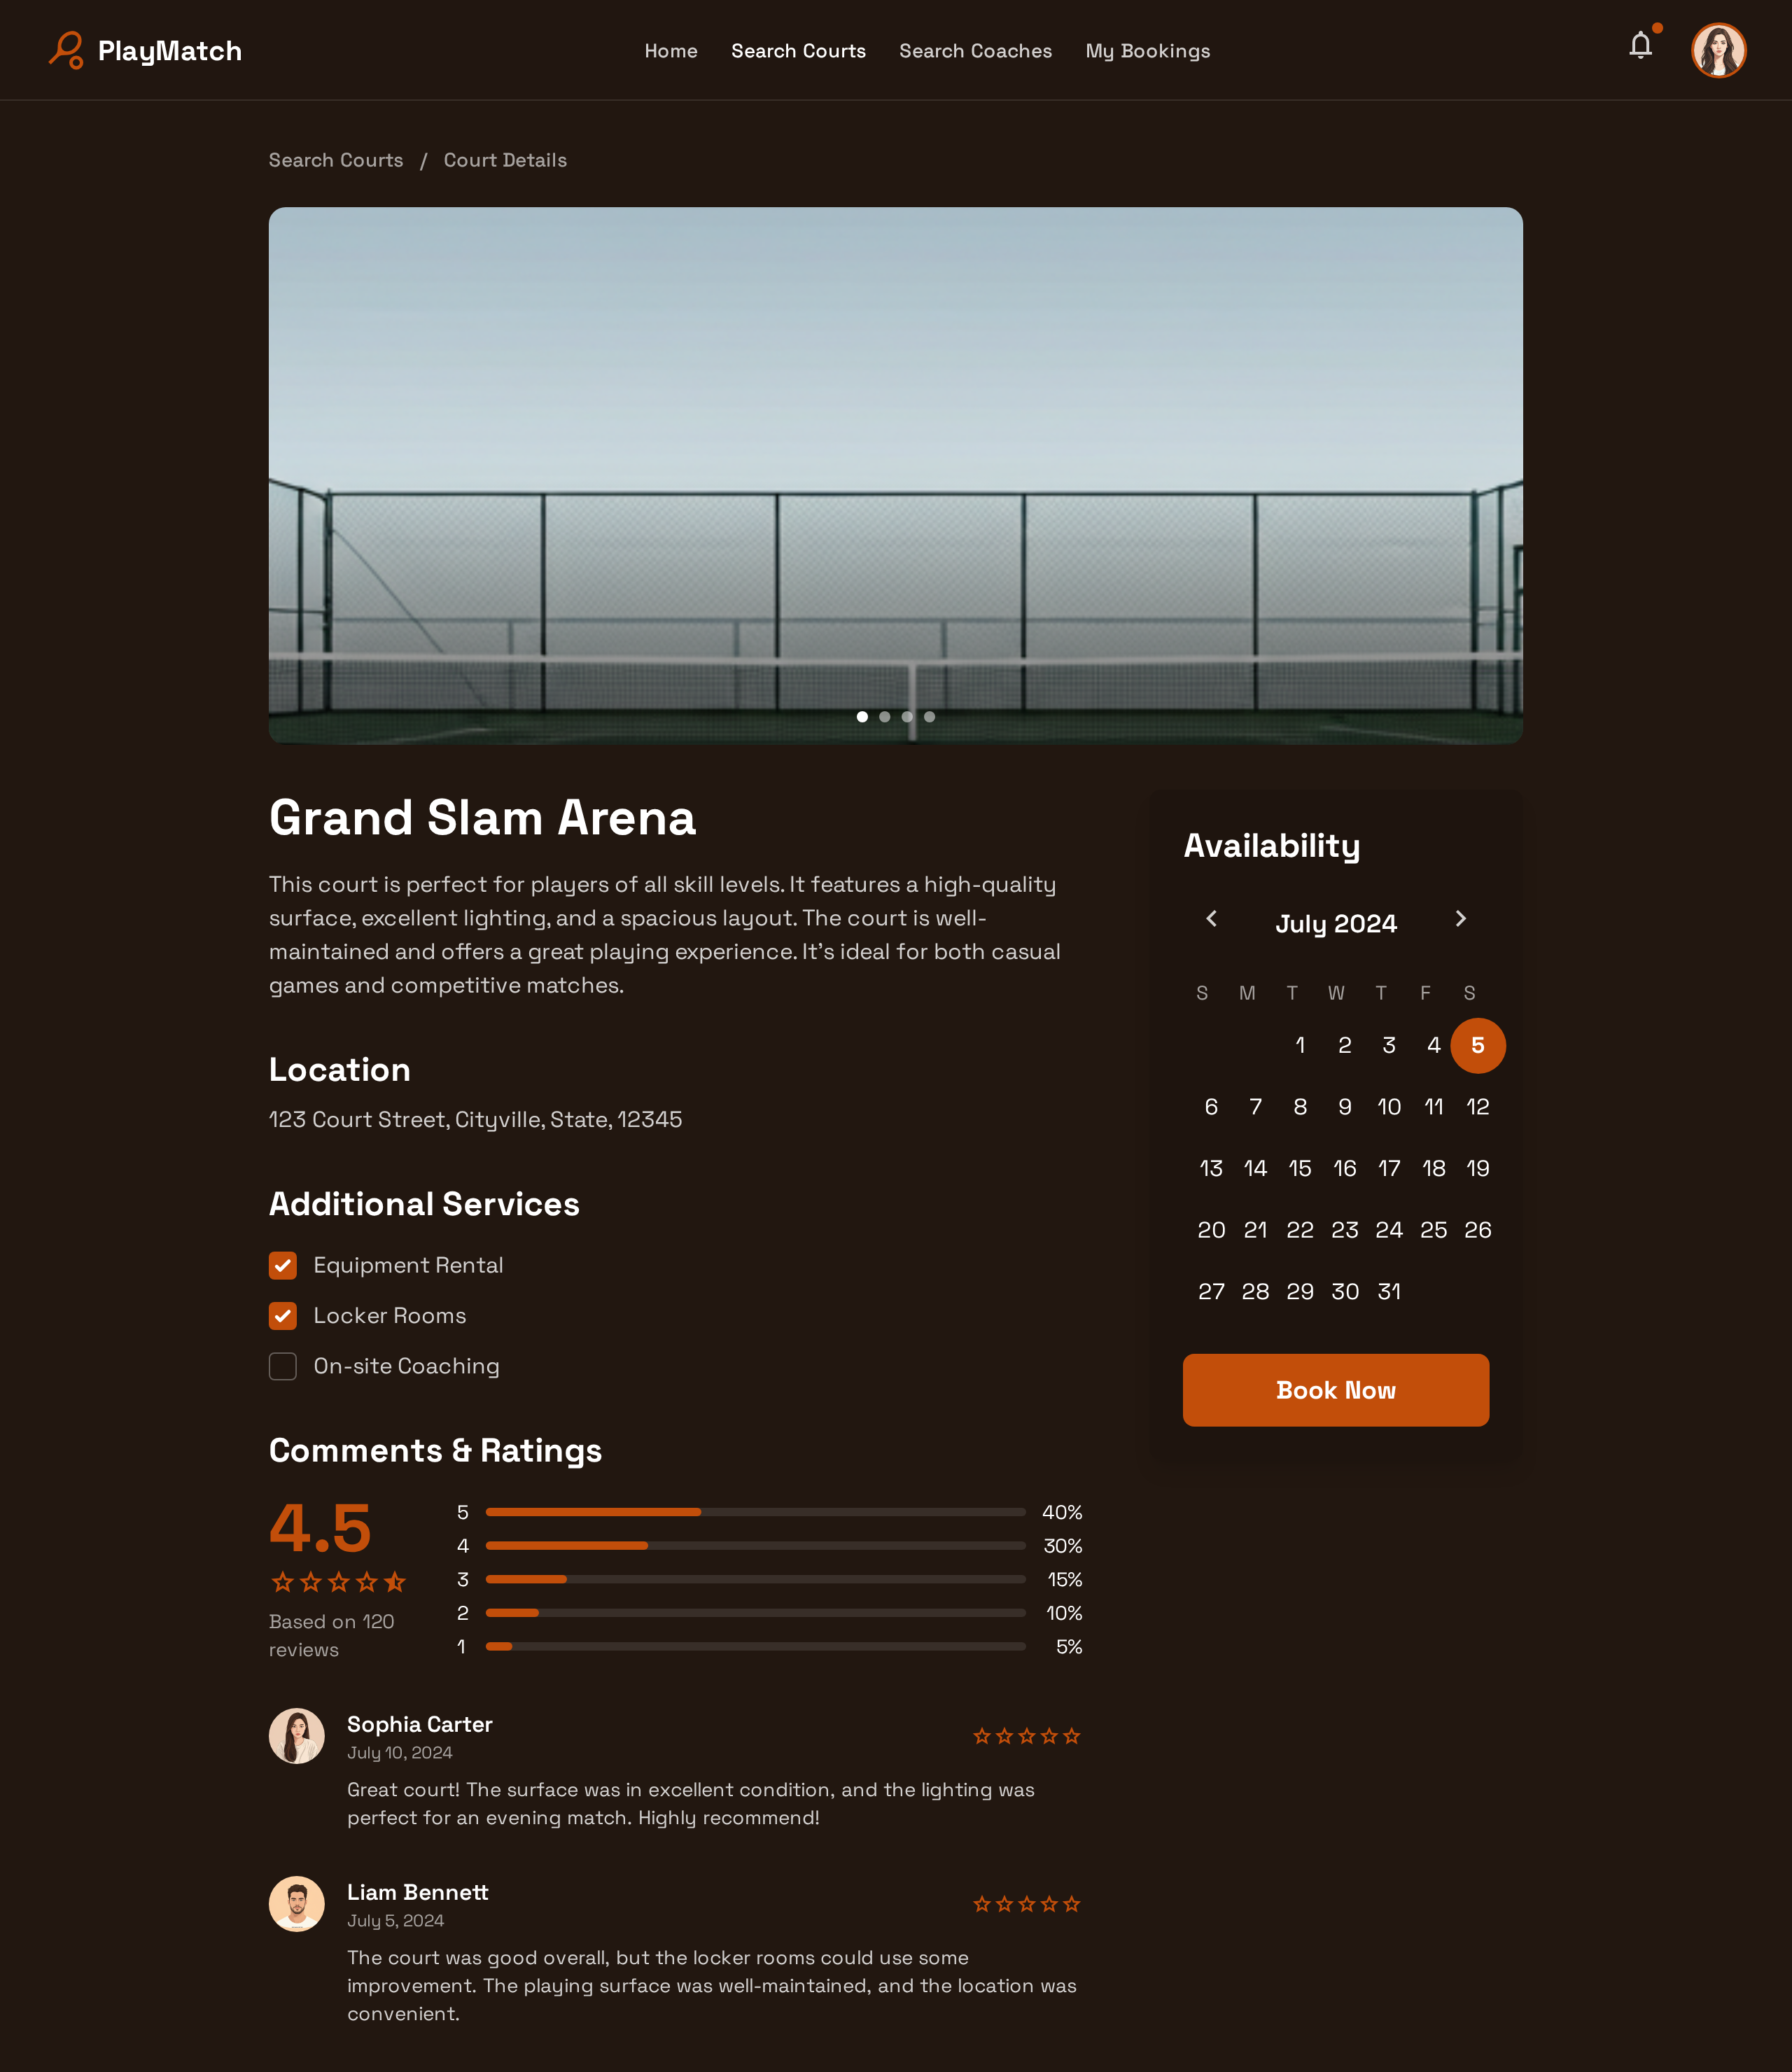 PlayMatch
Home
Search Courts
Search Coaches
My Bookings
Search Courts / Court Details
Grand Slam Arena
This court is perfect for players of all skill levels. It features a high-quality
surface, excellent lighting, and a spacious layout. The court is well-
maintained and offers a great playing experience. It's ideal for both casual
games and competitive matches.
Location
123 Court Street, Cityville, State, 12345
Additional Services
Equipment Rental
Locker Rooms
On-site Coaching
Comments & Ratings
4.5
Based on 120
reviews
5 40%
4 30%
3 15%
2 10%
1 5%
Sophia Carter
July 10, 2024
Great court! The surface was in excellent condition, and the lighting was
perfect for an evening match. Highly recommend!
Liam Bennett
July 5, 2024
The court was good overall, but the locker rooms could use some
improvement. The playing surface was well-maintained, and the location was
convenient.
Availability
July 2024
S M T W T F S
1 2 3 4 5
6 7 8 9 10 11 12
13 14 15 16 17 18 19
20 21 22 23 24 25 26
27 28 29 30 31
Book Now